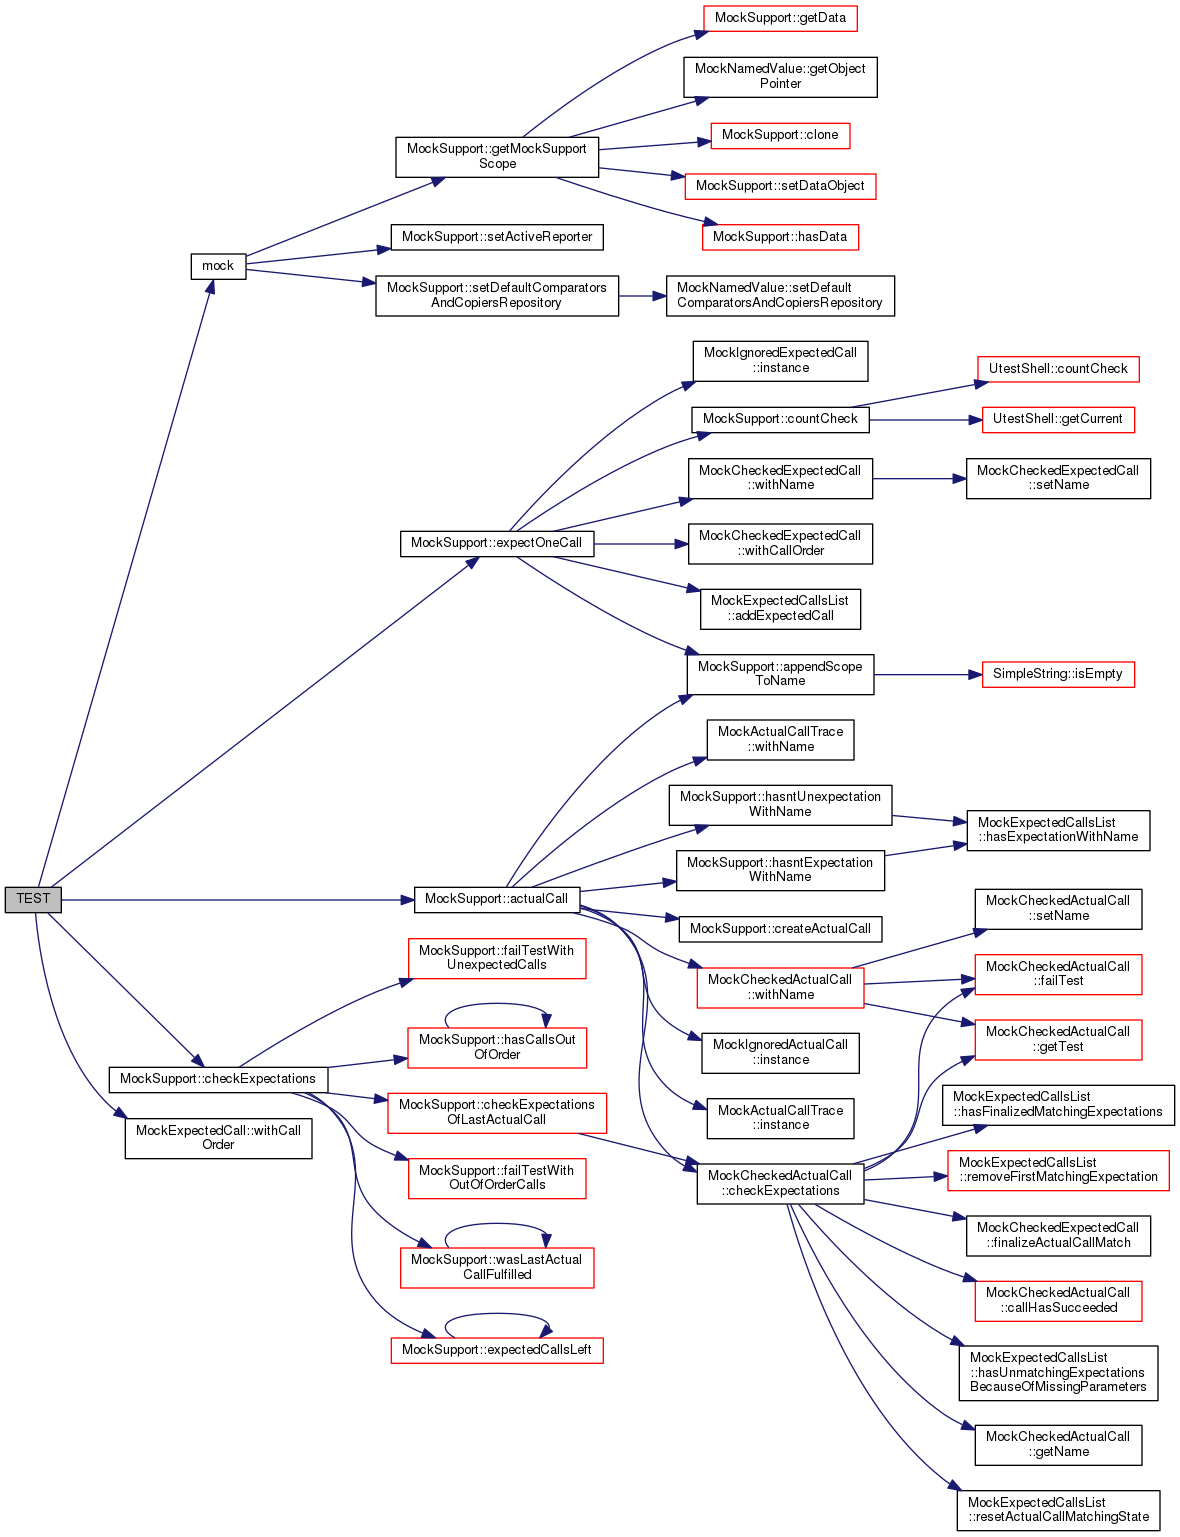 MockSupport::getData
MockNamedValue::getObject
Pointer
MockSupport::clone
MockSupport::getMockSupport
Scope
MockSupport::setDataObject
MockSupport::hasData
MockSupport::setActiveReporter
mock
MockSupport::setDefaultComparators
AndCopiersRepository
MockNamedValue::setDefault
ComparatorsAndCopiersRepository
MockIgnoredExpectedCall
::instance
UtestShell::countCheck
MockSupport::countCheck
UtestShell::getCurrent
MockCheckedExpectedCall
::withName
MockCheckedExpectedCall
::setName
MockSupport::expectOneCall
MockCheckedExpectedCall
::withCallOrder
MockExpectedCallsList
::addExpectedCall
MockSupport::appendScope
ToName
SimpleString::isEmpty
MockActualCallTrace
::withName
MockSupport::hasntUnexpectation
WithName
MockExpectedCallsList
::hasExpectationWithName
MockSupport::hasntExpectation
WithName
TEST
MockSupport::actualCall
MockCheckedActualCall
::setName
MockSupport::createActualCall
MockSupport::failTestWith
UnexpectedCalls
MockCheckedActualCall
::withName
MockCheckedActualCall
::failTest
MockSupport::hasCallsOut
OfOrder
MockIgnoredActualCall
::instance
MockCheckedActualCall
::getTest
MockSupport::checkExpectations
MockSupport::checkExpectations
OfLastActualCall
MockActualCallTrace
::instance
MockExpectedCallsList
::hasFinalizedMatchingExpectations
MockExpectedCall::withCall
Order
MockSupport::failTestWith
OutOfOrderCalls
MockCheckedActualCall
::checkExpectations
MockExpectedCallsList
::removeFirstMatchingExpectation
MockCheckedExpectedCall
::finalizeActualCallMatch
MockSupport::wasLastActual
CallFulfilled
MockCheckedActualCall
::callHasSucceeded
MockSupport::expectedCallsLeft
MockExpectedCallsList
::hasUnmatchingExpectations
BecauseOfMissingParameters
MockCheckedActualCall
::getName
MockExpectedCallsList
::resetActualCallMatchingState